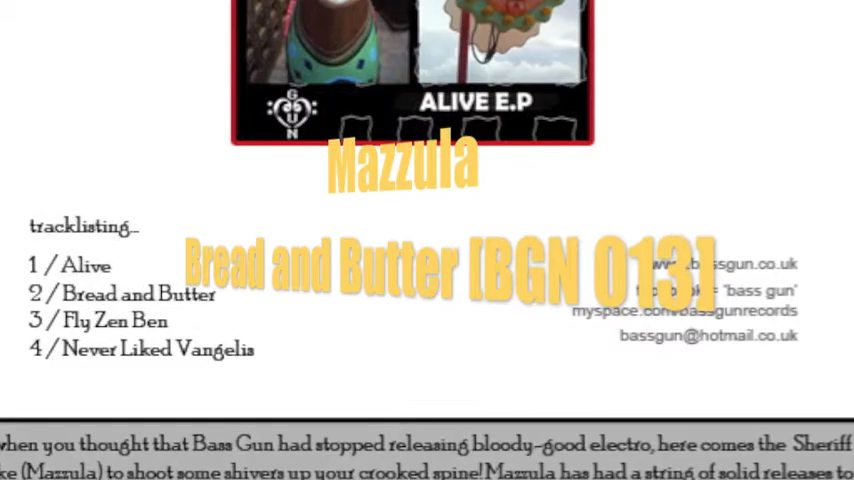 G
U
N
ALIVE E.P
Mazzula
Bread and Butter [BGN 013]
tracklisting...
1 / Alive
2 / Bread and Butter
3 / Fly Zen Ben
4 / Never Liked Vangelis
www.bassgun.co.uk
facebook = 'bass gun'
myspace.com/bassgunrecords
bassgun@hotmail.co.uk
when you thought that Bass Gun had stopped releasing bloody-good electro, here comes the Sheriff
ke (Mazzula) to shoot some shivers up your crooked spine! Mazzula has had a string of solid releases to